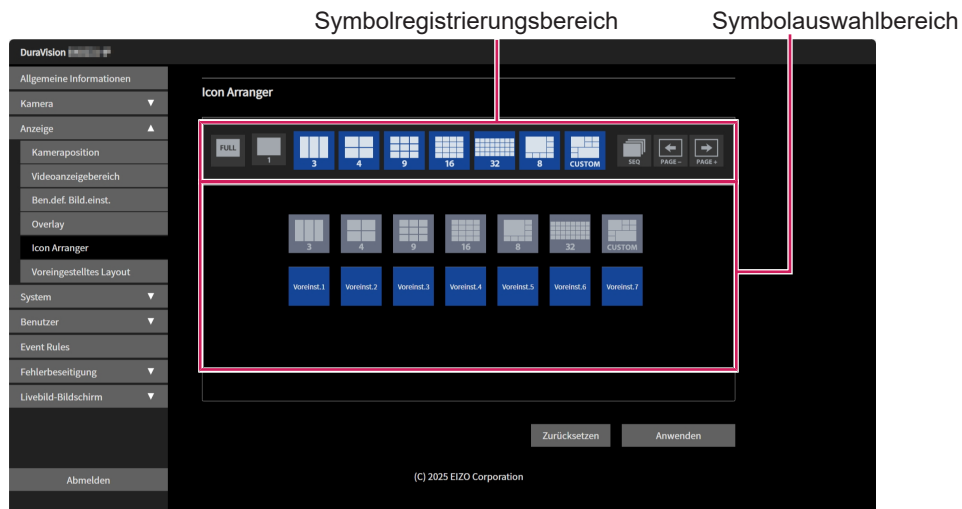 Symbolregistrierungsbereich Symbolauswahlbereich
DuraVision
Allgemeine Informationen
Kamera ▼
Anzeige ▲
Kameraposition
Videoanzeigebereich
Ben.def. Bild.einst.
Overlay
Icon Arranger
Voreingestelltes Layout
System ▼
Benutzer ▼
Event Rules
Fehlerbeseitigung ▼
Livebild-Bildschirm ▼
Abmelden
Icon Arranger
FULL 1 3 4 9 16 32 8 CUSTOM SEQ PAGE - PAGE +
3 4 9 16 8 32 CUSTOM
Voreinst.1 Voreinst.2 Voreinst.3 Voreinst.4 Voreinst.5 Voreinst.6 Voreinst.7
Zurücksetzen Anwenden
(C) 2025 EIZO Corporation